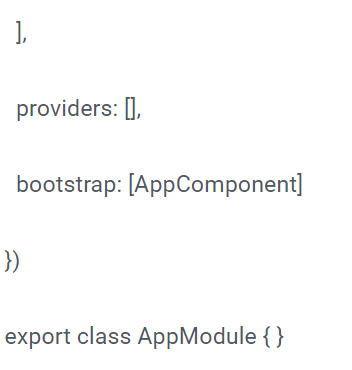 ],
providers: [],
bootstrap: [AppComponent]
})
export class AppModule { }